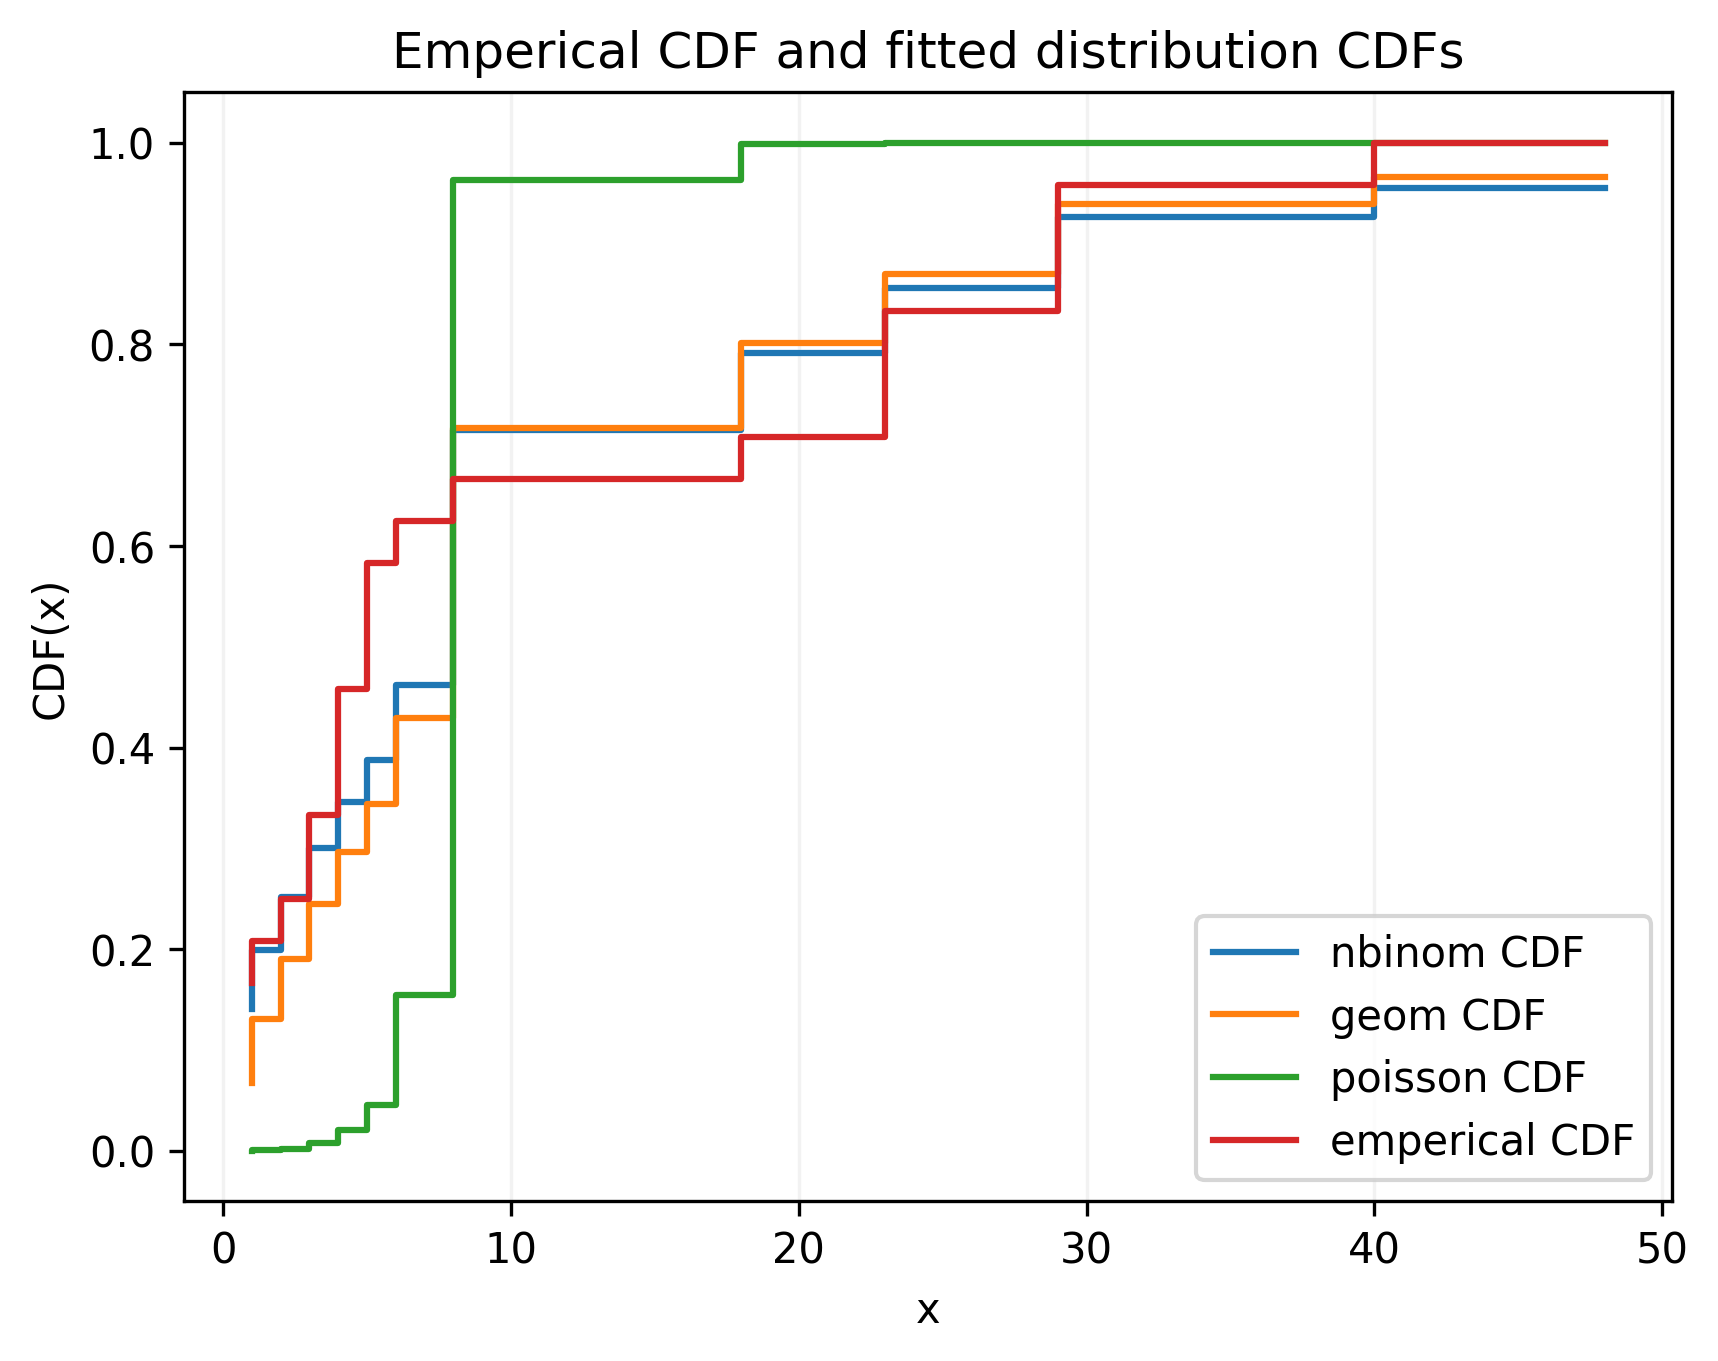 Emperical CDF and fitted distribution CDFs
1.0
0.8
0.6
0.4
0.2
0.0
CDF(x)
nbinom CDF
geom CDF
poisson CDF
emperical CDF
0 10 20 30 40 50
x